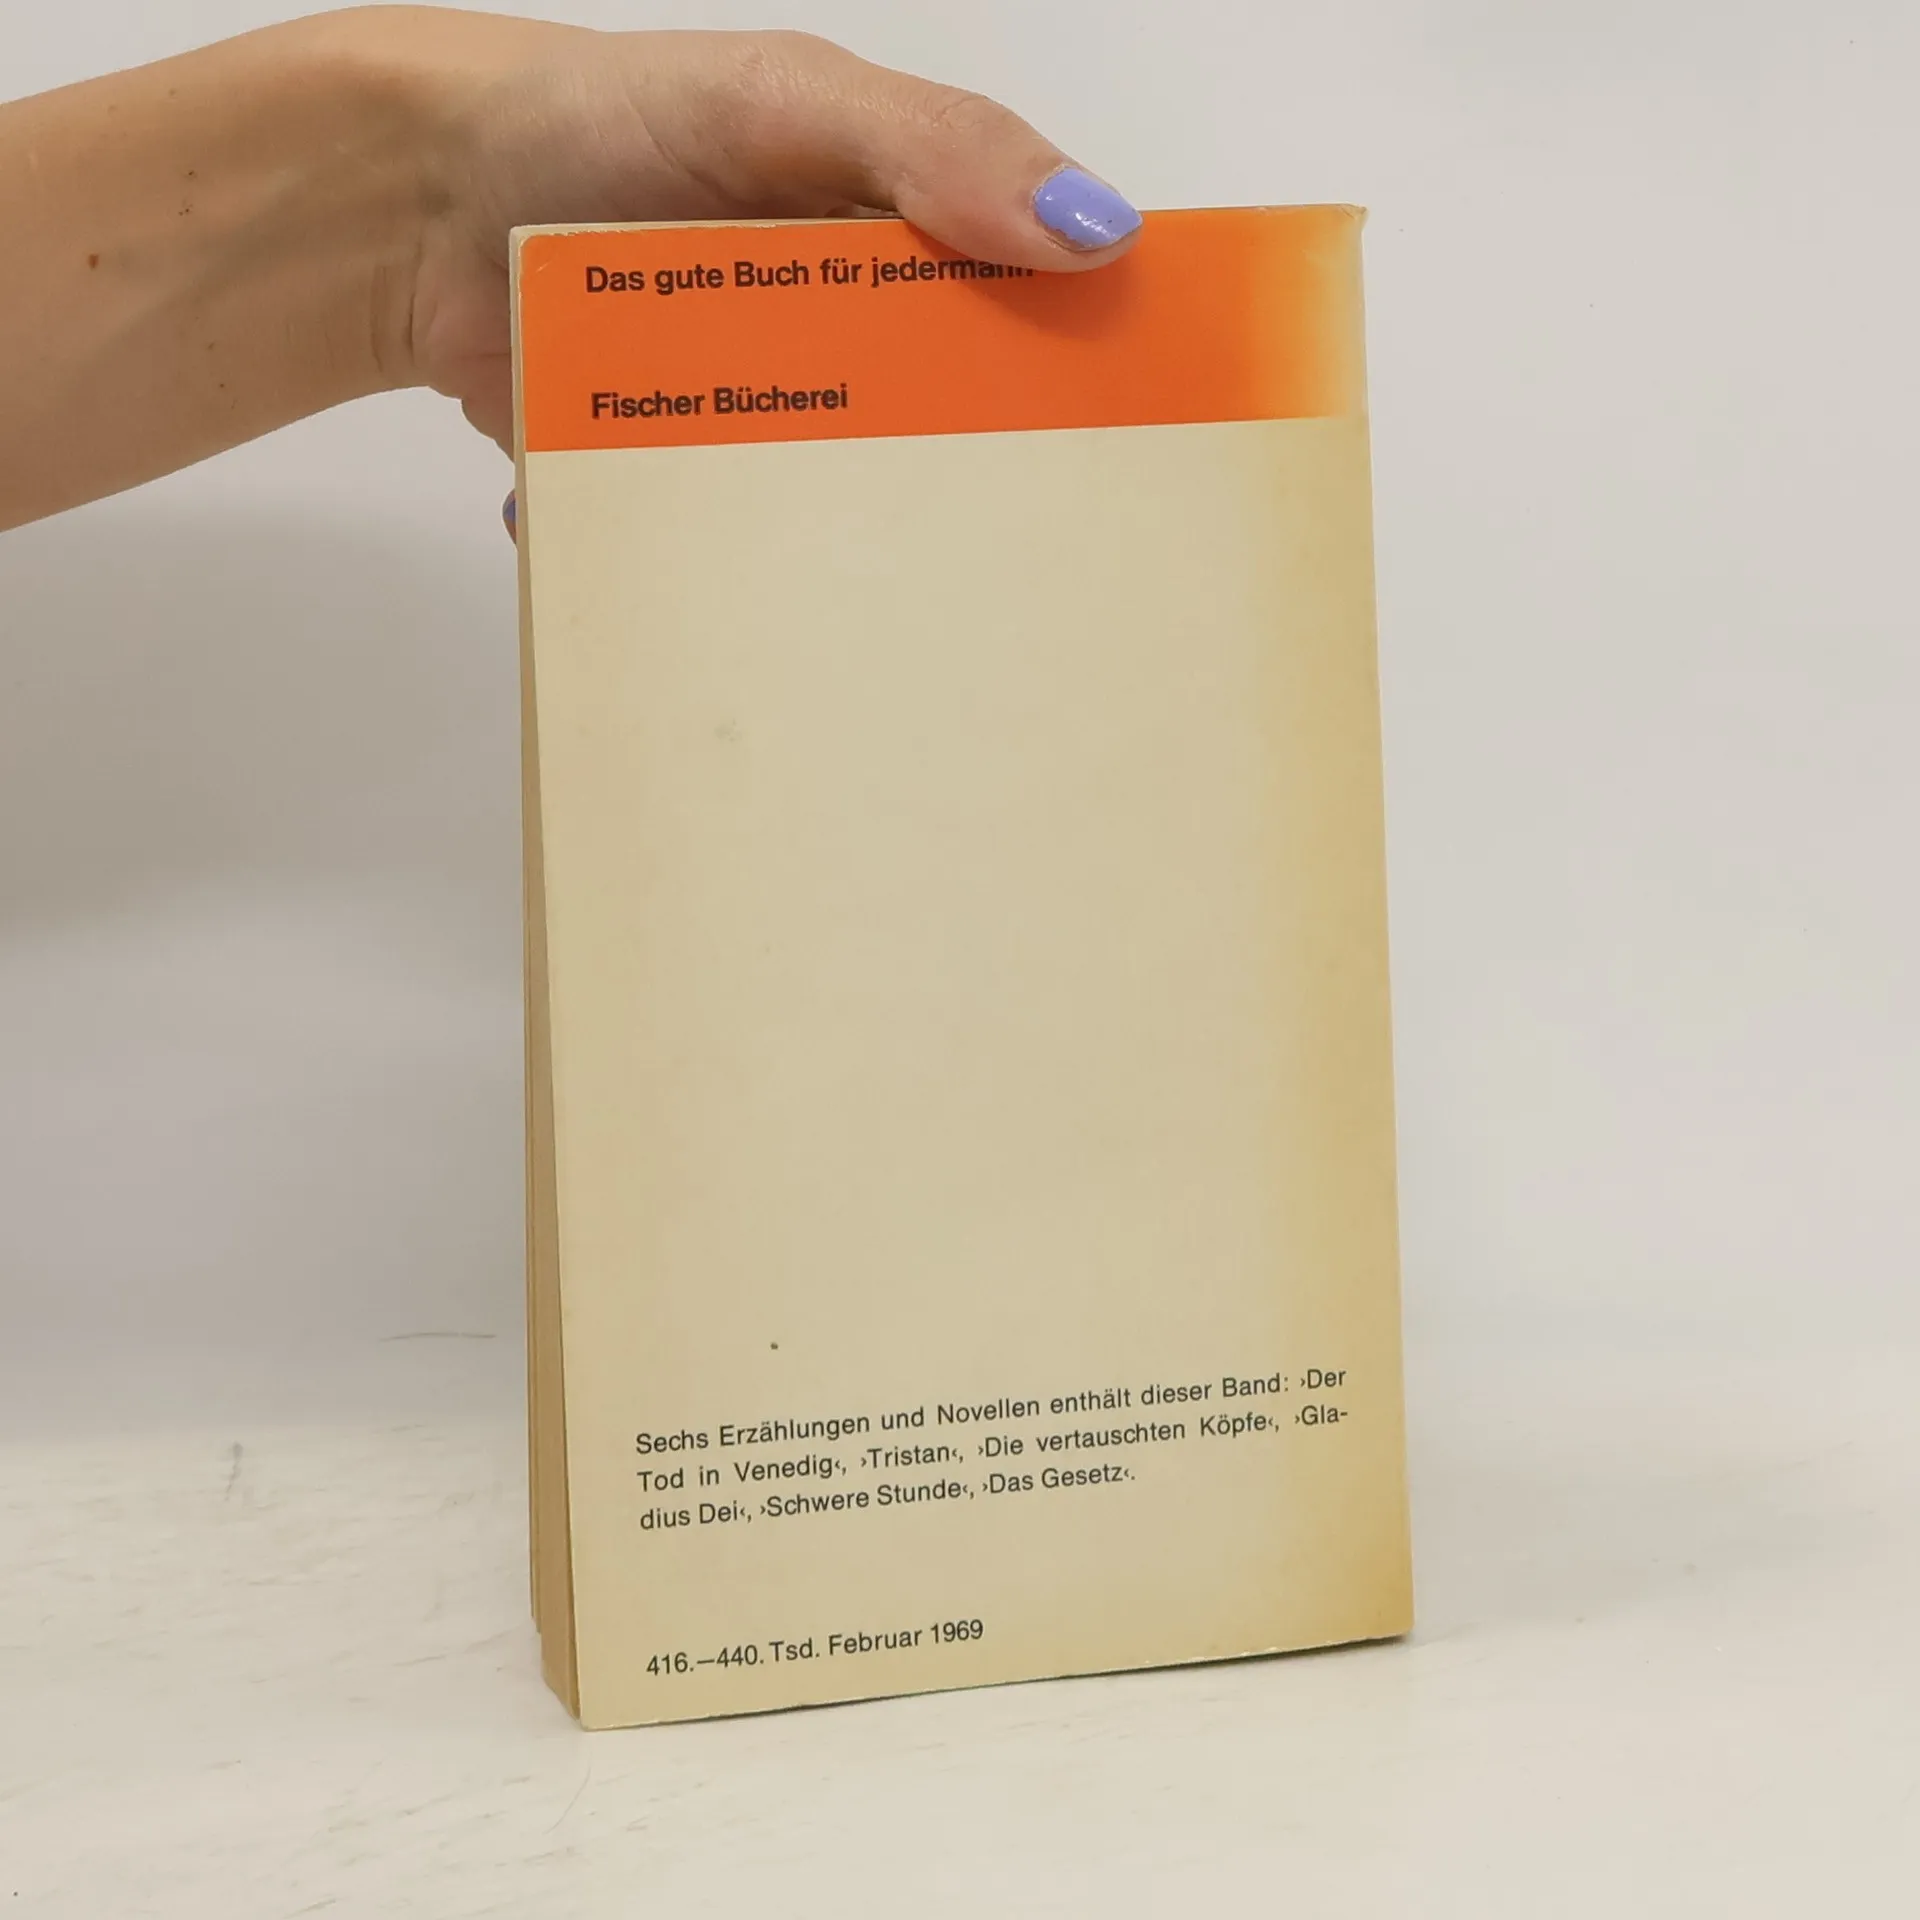 Das gute Buch für jedermann
Fischer Bücherei
Sechs Erzählungen und Novellen enthält dieser Band: ›Der
Tod in Venedig‹, ›Tristan‹, ›Die vertauschten Köpfe‹, ›Gla-
dius Dei‹, ›Schwere Stunde‹, ›Das Gesetz‹.
416.—440. Tsd. Februar 1969